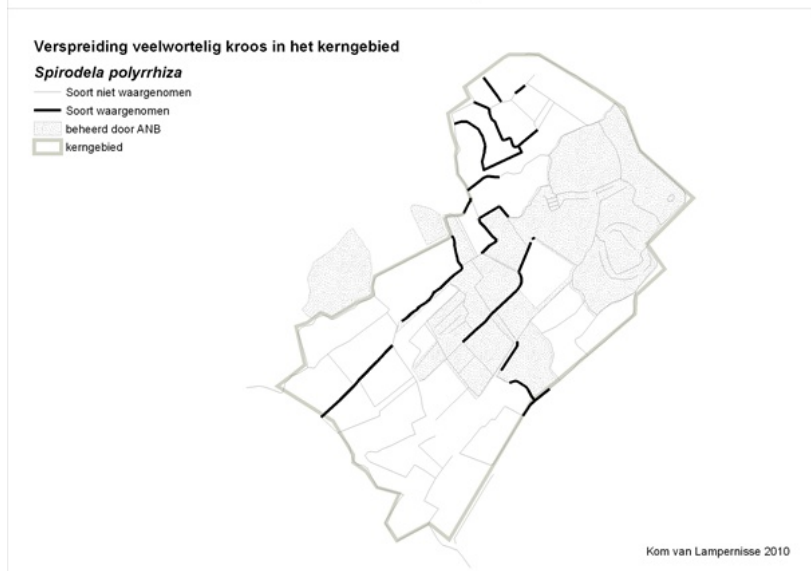 Verspreiding veelwortelig kroos in het kerngebied
Spirodela polyrrhiza
Soort niet waargenomen
Soort waargenomen
beheerd door ANB
kerngebied
Kom van Lampernisse 2010